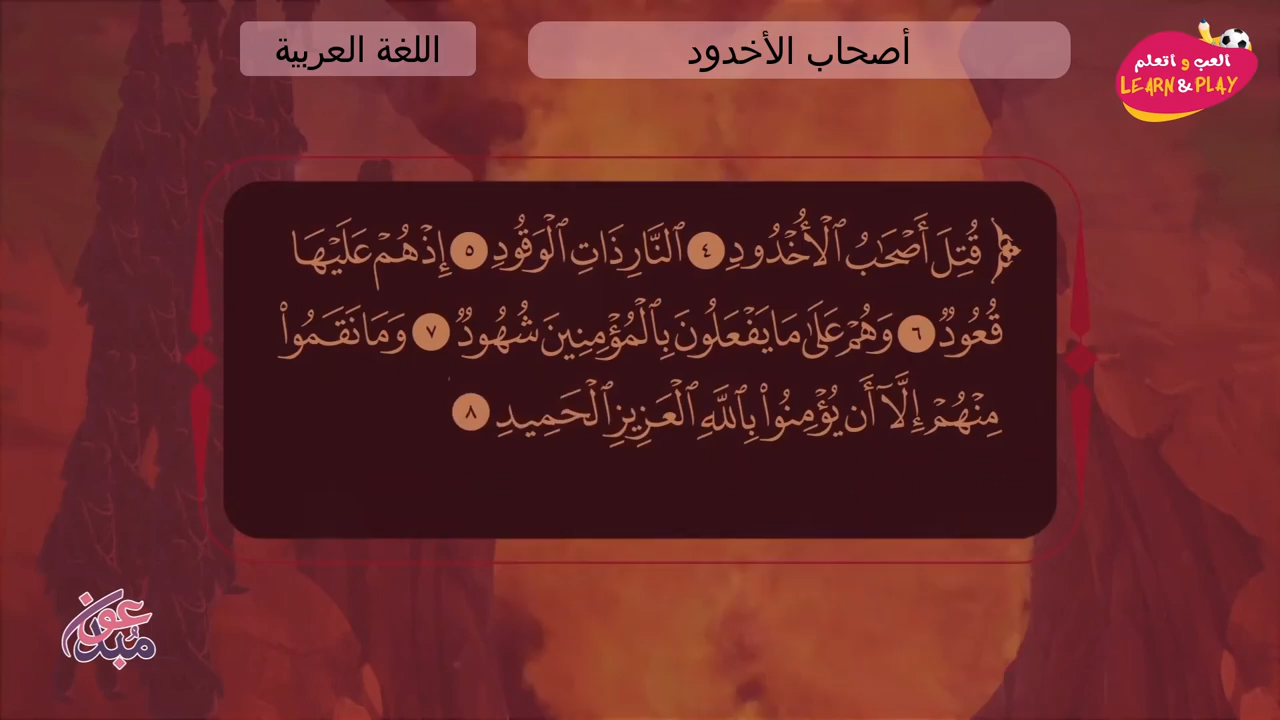 أصحاب الأخدود
اللغة العربية
العب و اتعلم
LEARN & PLAY
﴿ قُتِلَ أَصْحَٰبُ ٱلْأُخْدُودِ ٤ ٱلنَّارِ ذَاتِ ٱلْوَقُودِ ٥ إِذْ هُمْ عَلَيْهَا
قُعُودٌ ٦ وَهُمْ عَلَىٰ مَا يَفْعَلُونَ بِٱلْمُؤْمِنِينَ شُهُودٌ ٧ وَمَا نَقَمُوا۟
مِنْهُمْ إِلَّآ أَن يُؤْمِنُوا۟ بِٱللَّهِ ٱلْعَزِيزِ ٱلْحَمِيدِ ٨
مبدعون